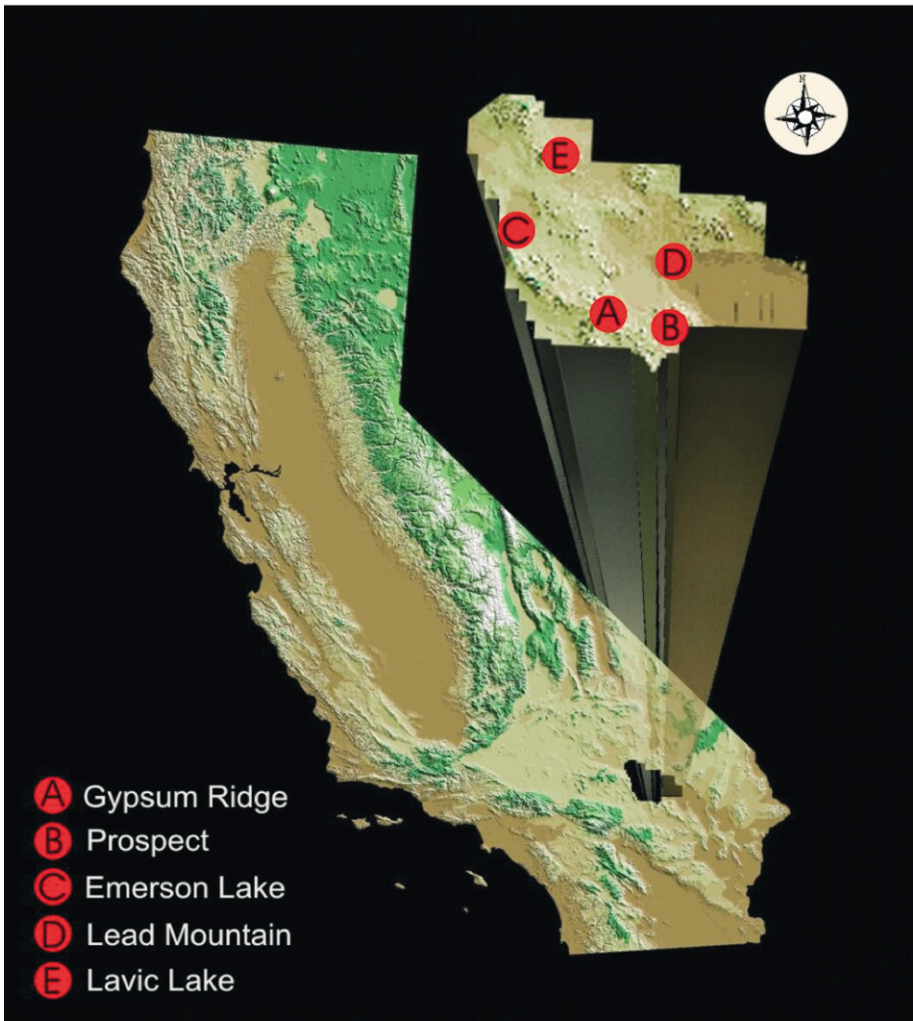 N
E
C
D
A
B
A Gypsum Ridge
B Prospect
C Emerson Lake
D Lead Mountain
E Lavic Lake